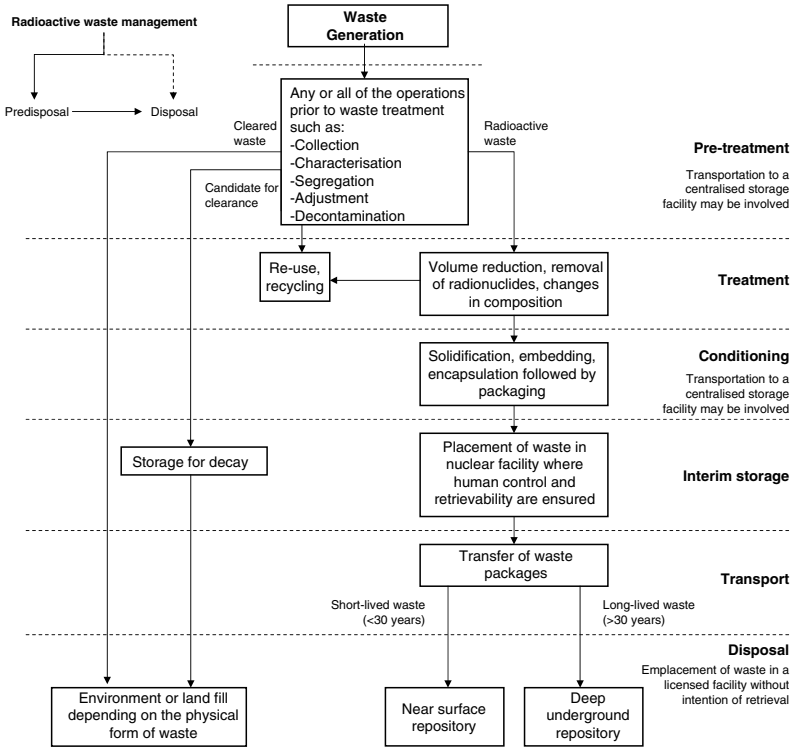 Radioactive waste management
Predisposal
Disposal
Waste
Generation
Any or all of the operations
prior to waste treatment
such as:
-Collection
-Characterisation
-Segregation
-Adjustment
-Decontamination
Cleared
waste
Candidate for
clearance
Radioactive
waste
Pre-treatment
Transportation to a
centralised storage
facility may be involved
Re-use,
recycling
Volume reduction, removal
of radionuclides, changes
in composition
Treatment
Solidification, embedding,
encapsulation followed by
packaging
Conditioning
Transportation to a
centralised storage
facility may be involved
Storage for decay
Placement of waste in
nuclear facility where
human control and
retrievability are ensured
Interim storage
Transfer of waste
packages
Transport
Short-lived waste
(<30 years)
Long-lived waste
(>30 years)
Disposal
Emplacement of waste in a
licensed facility without
intention of retrieval
Environment or land fill
depending on the physical
form of waste
Near surface
repository
Deep
underground
repository